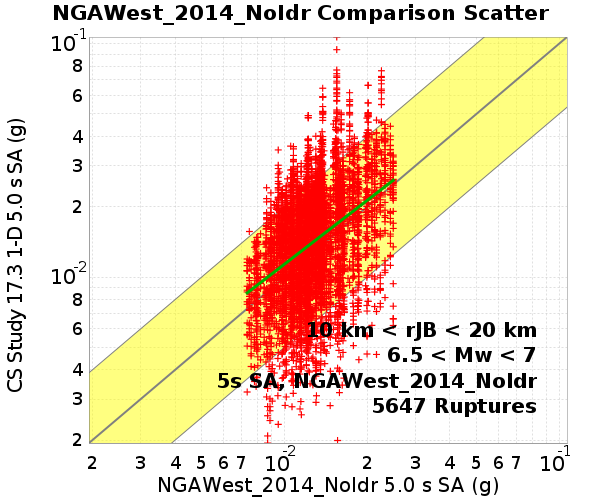 NGAWest_2014_NoIdr Comparison Scatter
CS Study 17.3 1-D 5.0 s SA (g)
10-1
8
6
4
3
2
10-2
8
6
4
3
2
10 km < rJB < 20 km
6.5 < Mw < 7
5s SA, NGAWest_2014_NoIdr
5647 Ruptures
2 3 4 5 6 7 10-2 2 3 4 5 6 7 10-1
NGAWest_2014_NoIdr 5.0 s SA (g)